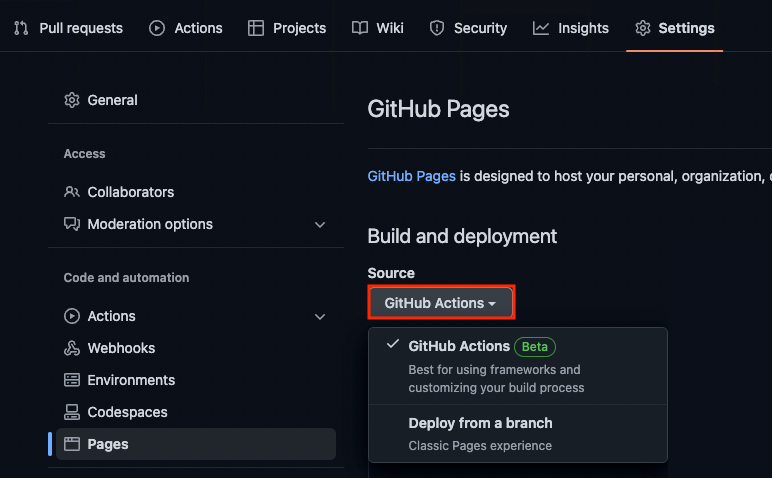 Pull requests
Actions
Projects
Wiki
Security
Insights
Settings
General
Access
Collaborators
Moderation options
Code and automation
Actions
Webhooks
Environments
Codespaces
Pages
GitHub Pages
GitHub Pages is designed to host your personal, organization,
Build and deployment
Source
GitHub Actions
GitHub Actions Beta
Best for using frameworks and
customizing your build process
Deploy from a branch
Classic Pages experience